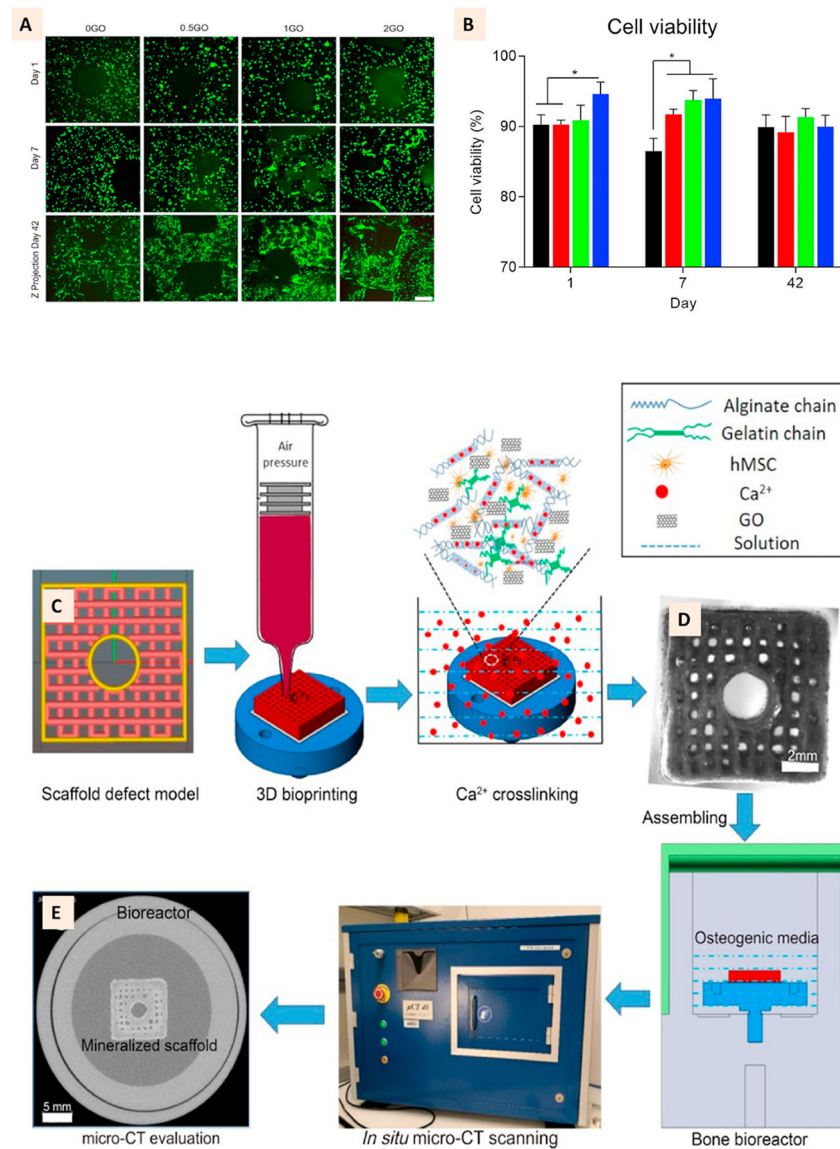 A
0GO
0.5GO
1GO
2GO
Day 1
Day 7
Z Projection Day 42
B
Cell viability
Cell viability (%)
100
90
80
70
*
*
1
7
42
Day
Alginate chain
Gelatin chain
hMSC
Ca2+
GO
Solution
Air
pressure
C
D
2mm
Scaffold defect model
3D bioprinting
Ca2+ crosslinking
Assembling
Osteogenic media
Bone bioreactor
µCT 40
In situ micro-CT scanning
E
Bioreactor
Mineralized scaffold
5 mm
micro-CT evaluation